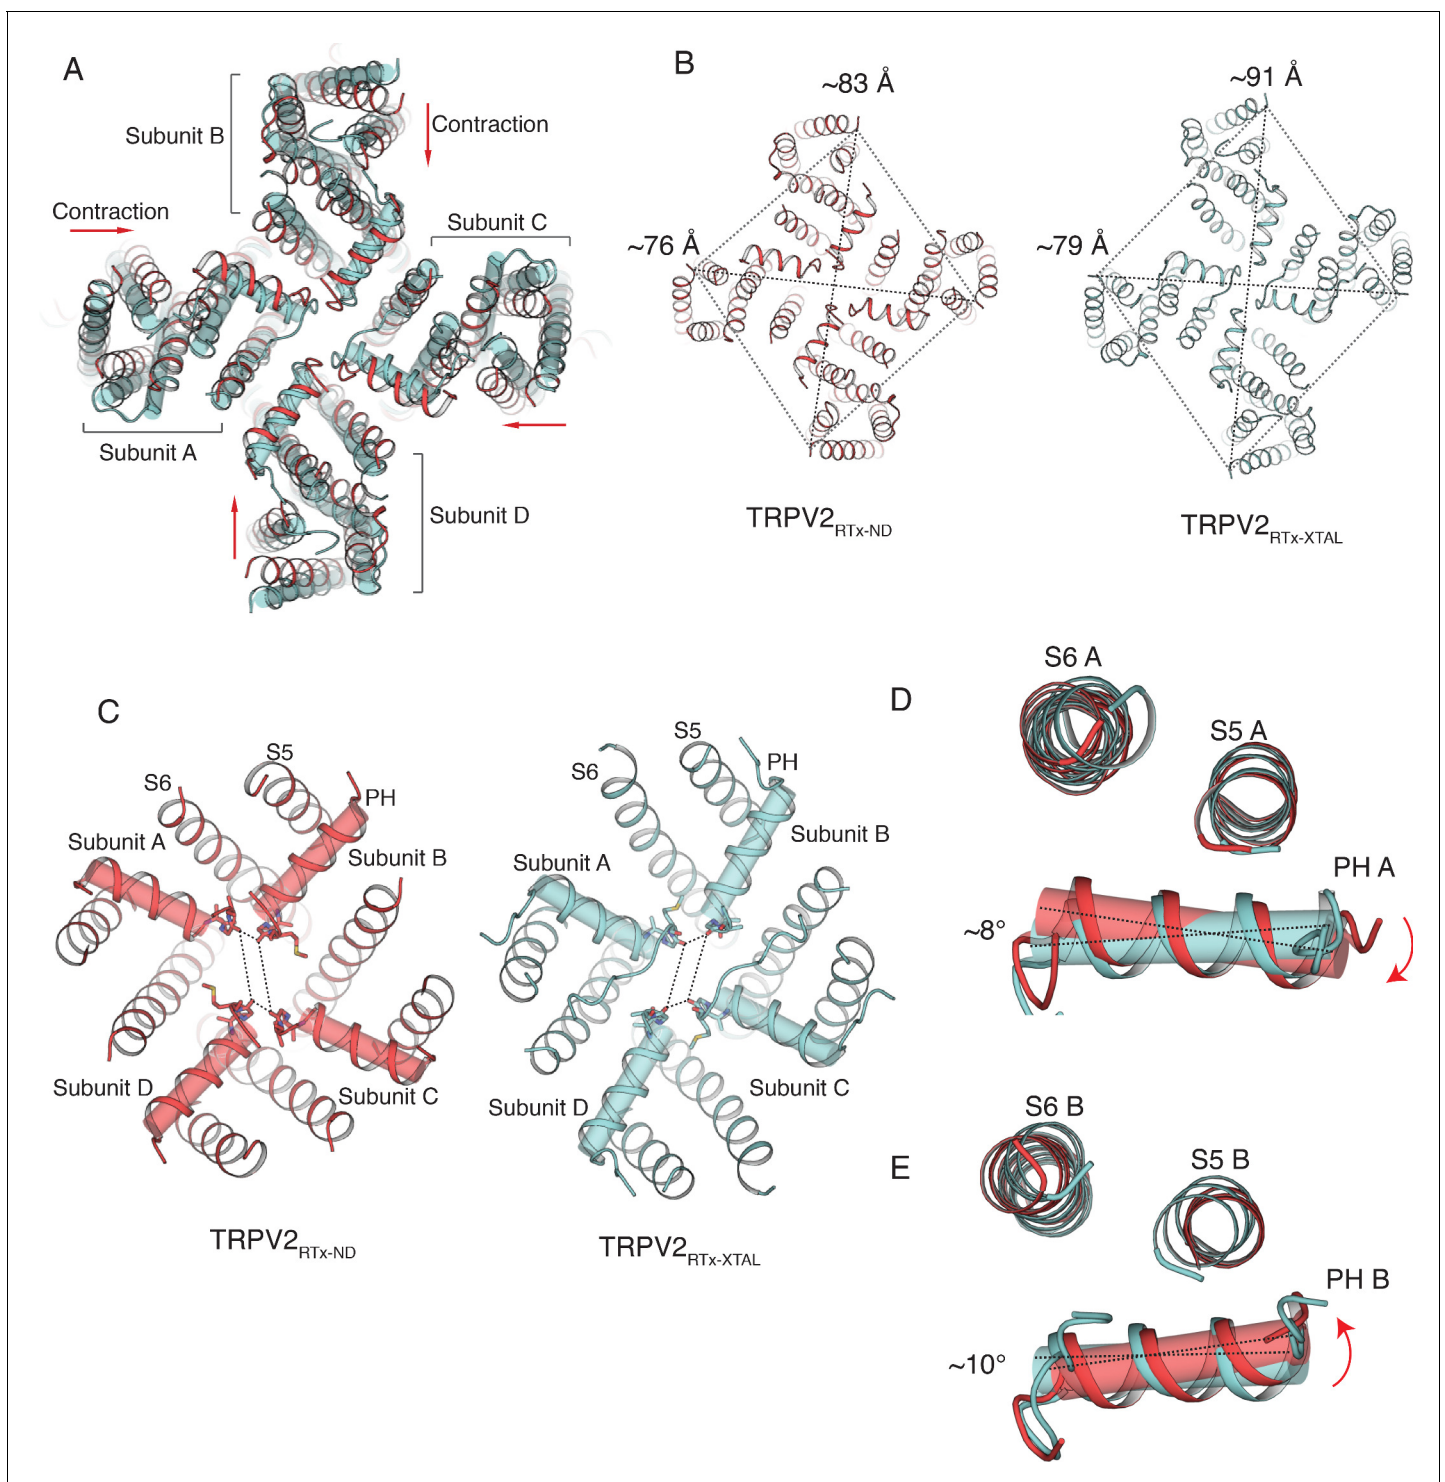 A
Subunit B
Contraction
Contraction
Subunit C
Subunit A
Subunit D
B
~83 Å
~76 Å
TRPV2RTx-ND
~91 Å
~79 Å
TRPV2RTx-XTAL
C
S5
S6
PH
Subunit A
Subunit B
Subunit D
Subunit C
TRPV2RTx-ND
S5
S6
PH
Subunit B
Subunit A
Subunit C
Subunit D
TRPV2RTx-XTAL
D
S6 A
S5 A
PH A
~8°
E
S6 B
S5 B
PH B
~10°